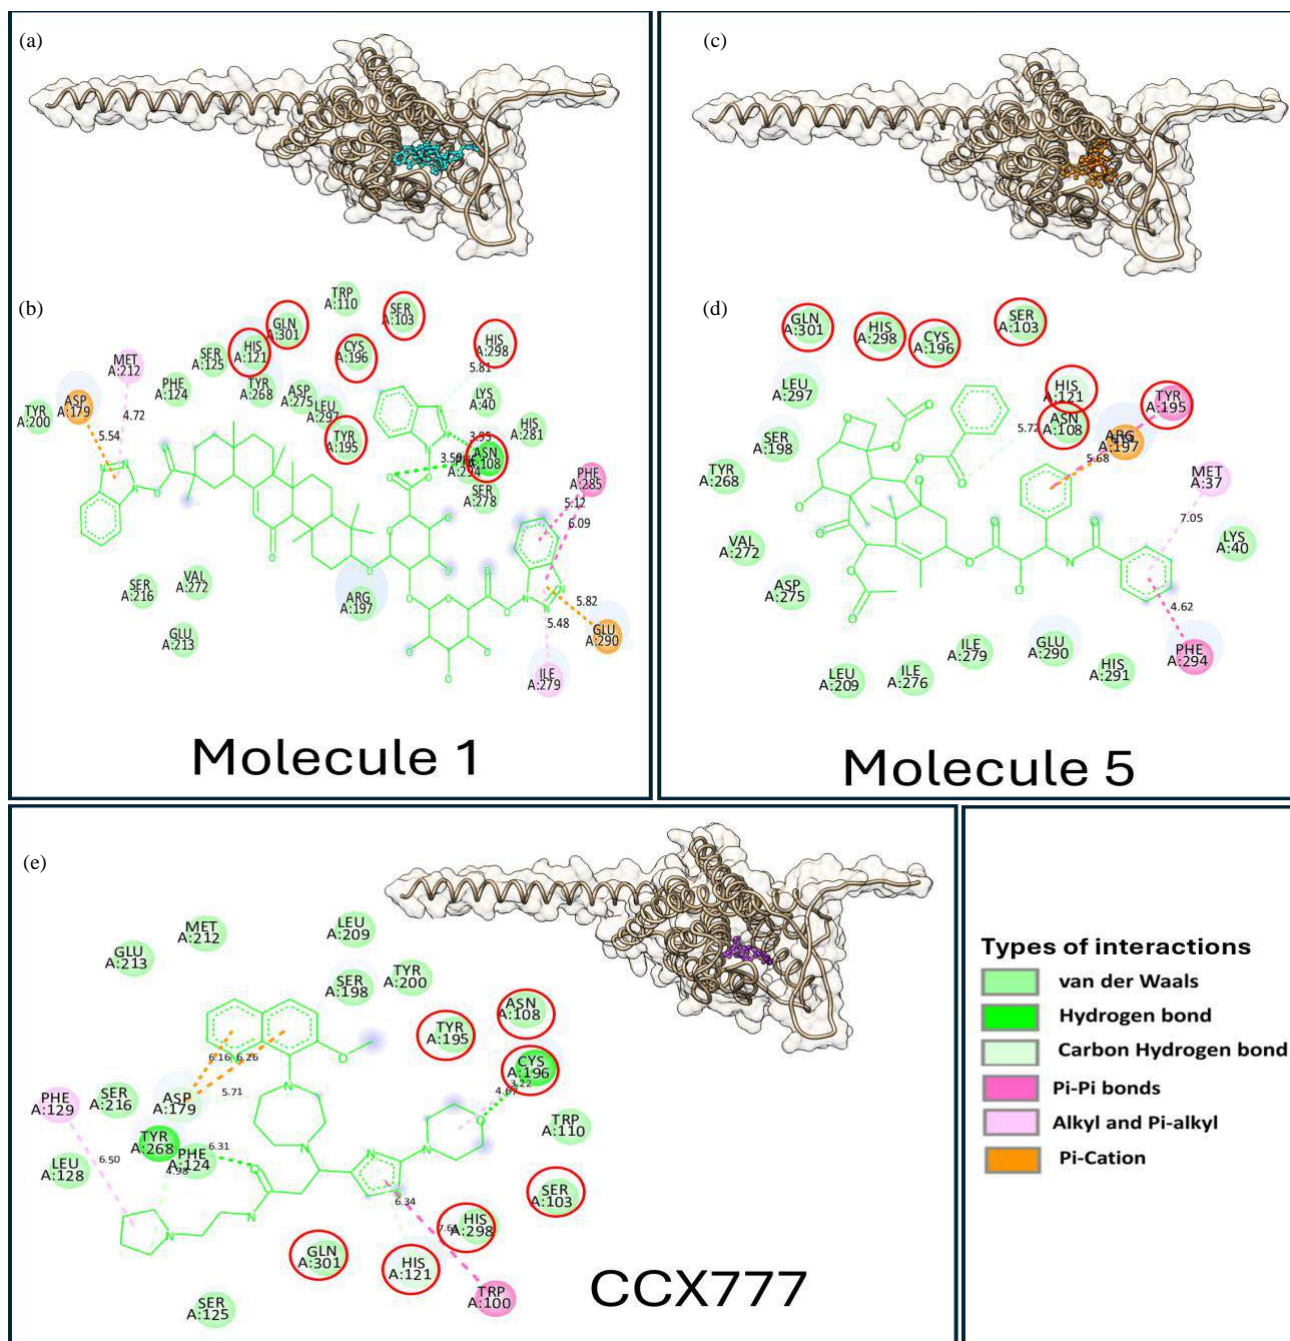 (a)
(b)
TRP
A:110
SER
A:103
GLN
A:301
HIS
A:121
CYS
A:196
HIS
A:298
5.81
SER
A:125
MET
A:212
PHE
A:124
TYR
A:268
ASP
A:275
LEU
A:297
LYS
A:40
TYR
A:200
ASP
A:179
4.72
5.54
TYR
A:195
3.95
HIS
A:281
ASN
A:108
SER
A:278
PHE
A:285
5.12
6.09
SER
A:216
VAL
A:272
ARG
A:197
5.82
5.48
GLU
A:290
GLU
A:213
ILE
A:279
Molecule 1
(c)
(d)
GLN
A:301
HIS
A:298
CYS
A:196
SER
A:103
LEU
A:297
HIS
A:121
TYR
A:195
ASN
A:108
5.72
ARG
A:197
5.68
SER
A:198
TYR
A:268
MET
A:37
7.05
VAL
A:272
LYS
A:40
ASP
A:275
4.62
ILE
A:279
GLU
A:290
HIS
A:291
PHE
A:294
LEU
A:209
ILE
A:276
Molecule 5
(e)
MET
A:212
LEU
A:209
GLU
A:213
SER
A:198
TYR
A:200
ASN
A:108
TYR
A:195
CYS
A:196
3.22
4.67
6.16
6.26
5.71
PHE
A:129
SER
A:216
ASP
A:179
TRP
A:110
TYR
A:268
PHE
A:124
6.31
4.98
6.50
LEU
A:128
SER
A:103
6.34
HIS
A:298
GLN
A:301
HIS
A:121
TRP
A:100
SER
A:125
CCX777
Types of interactions
van der Waals
Hydrogen bond
Carbon Hydrogen bond
Pi-Pi bonds
Alkyl and Pi-alkyl
Pi-Cation